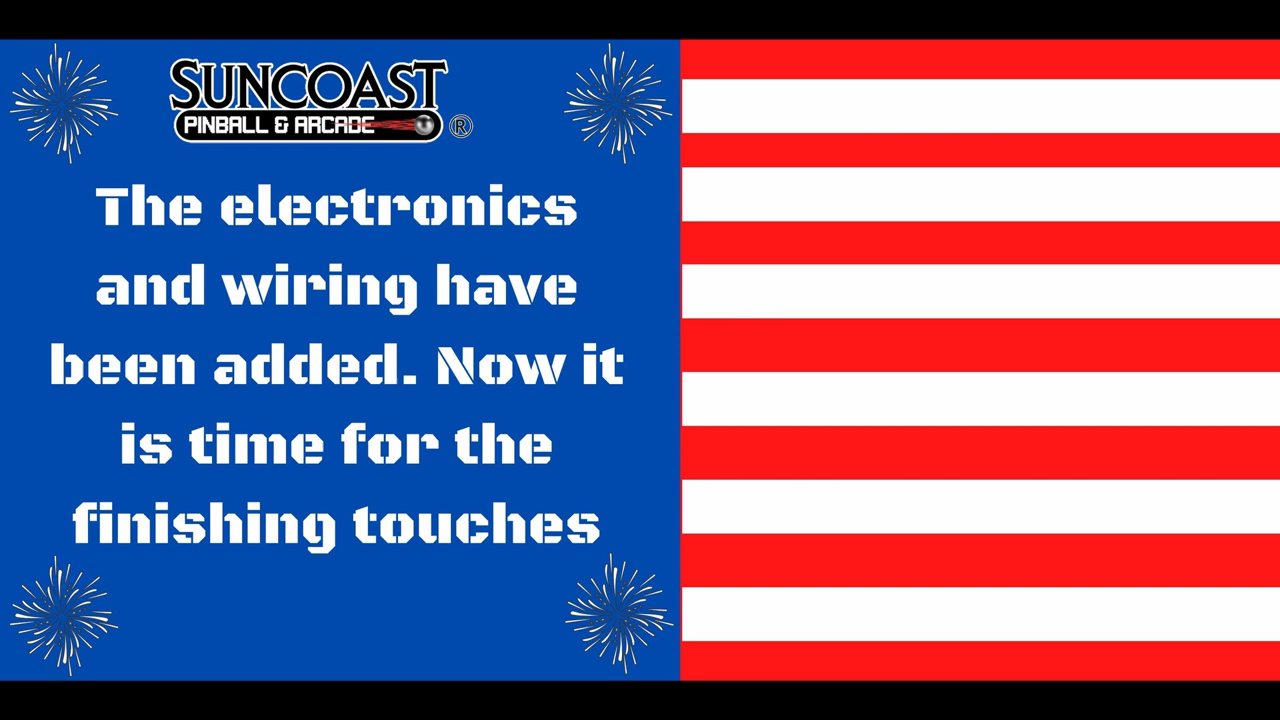 SUNCOAST
PINBALL & ARCADE ®
The electronics
and wiring have
been added. Now it
is time for the
finishing touches